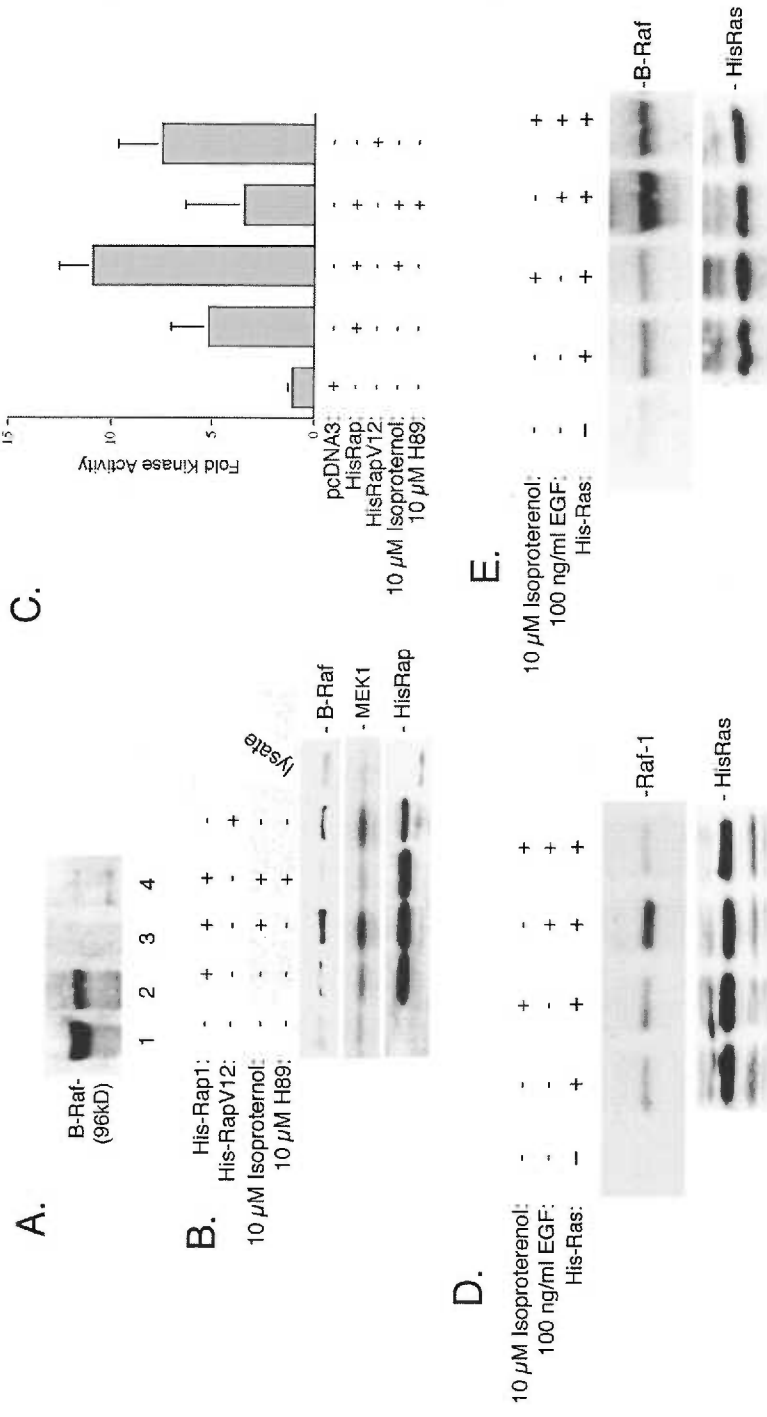 A.
B-Raf-
(96kD)
1 2 3 4
B.
His-Rap1: - + + + -
His-RapV12: - - - - +
10 μM Isoproternol: - - + + -
10 μM H89: - - - + -
lysate
- B-Raf
- MEK1
- HisRap
C.
Fold Kinase Activity
15
10
5
0
pcDNA3: + - - - -
HisRap: - + + + -
HisRapV12: - - - - +
10 μM Isoproternol: - - + + -
10 μM H89: - - - + -
D.
10 μM Isoproterenol: - - + - +
100 ng/ml EGF: - - - + +
His-Ras: – + + + +
-Raf-1
- HisRas
E.
10 μM Isoproterenol: - - + - +
100 ng/ml EGF: - - - + +
His-Ras: – + + + +
-B-Raf
- HisRas